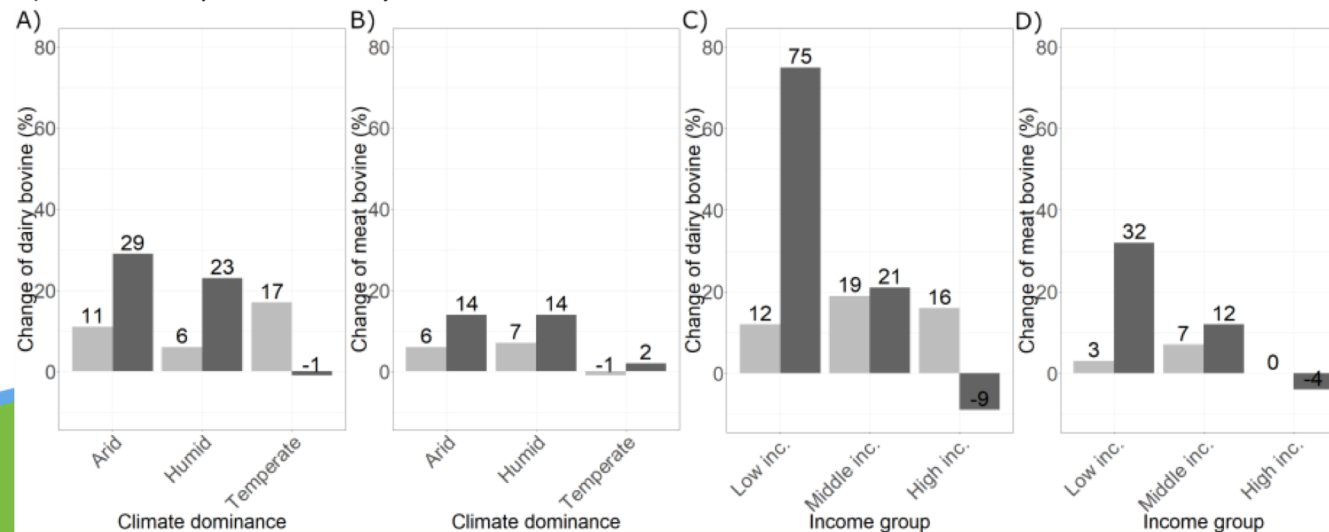 A)
Change of dairy bovine (%)
80
60
40
20
0
11
29
6
23
17
-1
Arid
Humid
Temperate
Climate dominance
B)
Change of meat bovine (%)
80
60
40
20
0
6
14
7
14
-1
2
Arid
Humid
Temperate
Climate dominance
C)
Change of dairy bovine (%)
80
60
40
20
0
12
75
19
21
16
-9
Low inc.
Middle inc.
High inc.
Income group
D)
Change of meat bovine (%)
80
60
40
20
0
3
32
7
12
0
-4
Low inc.
Middle inc.
High inc.
Income group